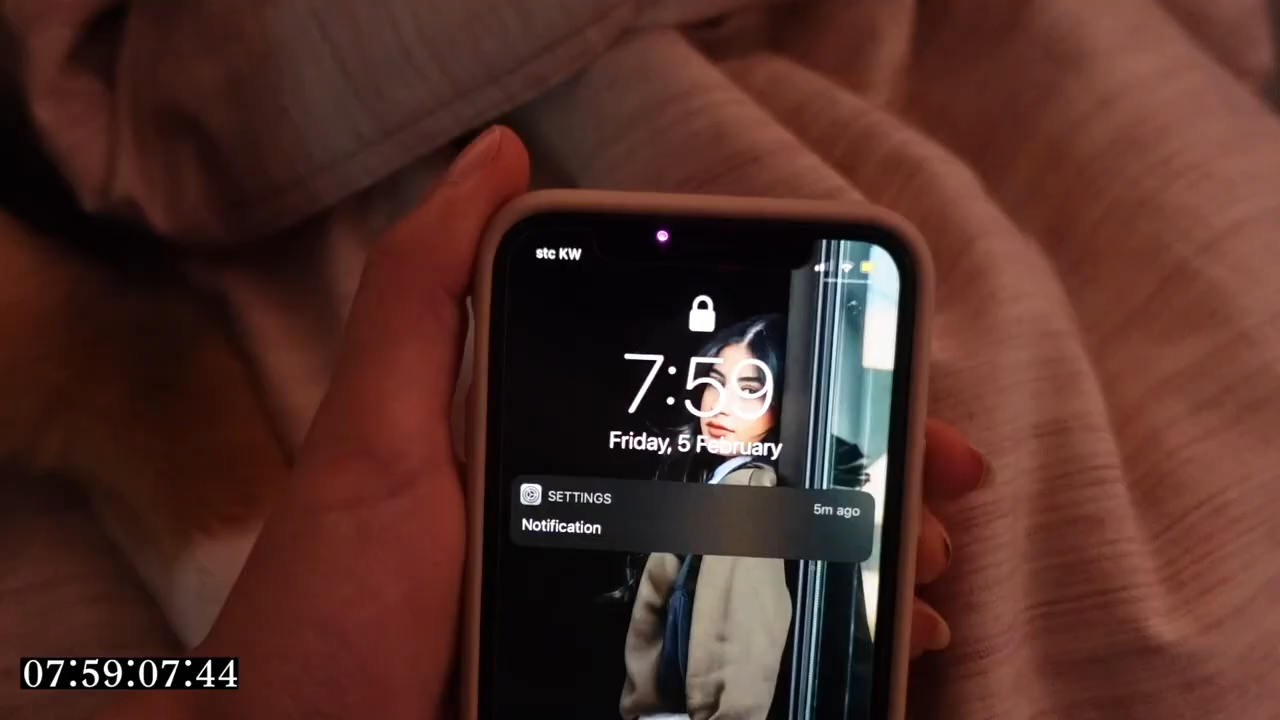 stc KW
7:59
Friday, 5 February
SETTINGS
5m ago
Notification
07:59:07:44